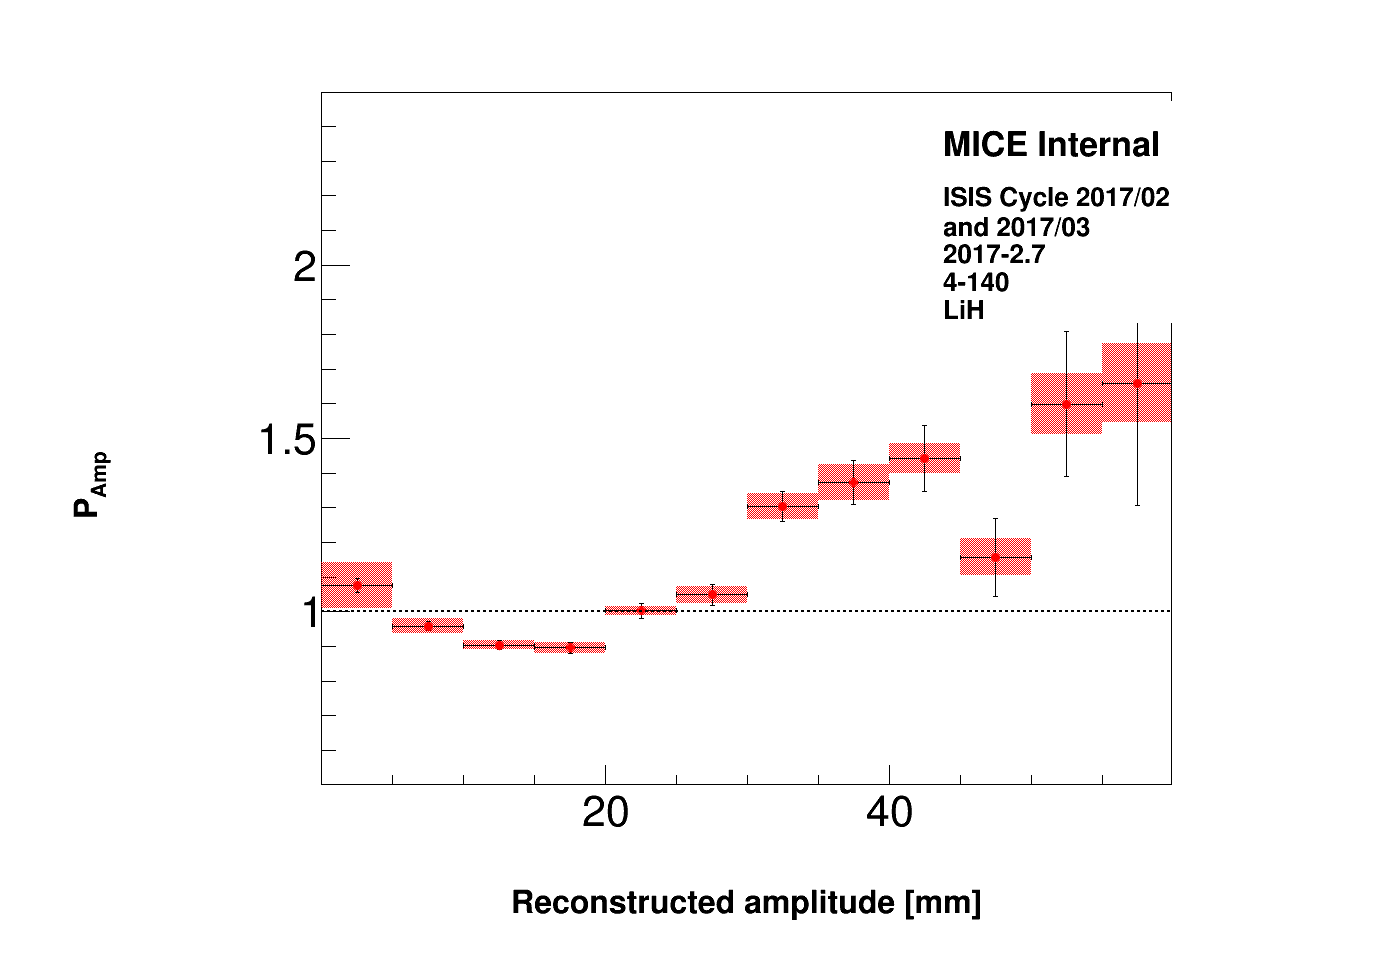 MICE Internal
ISIS Cycle 2017/02
and 2017/03
2017-2.7
4-140
LiH
2
1.5
1
P_Amp
20 40
Reconstructed amplitude [mm]